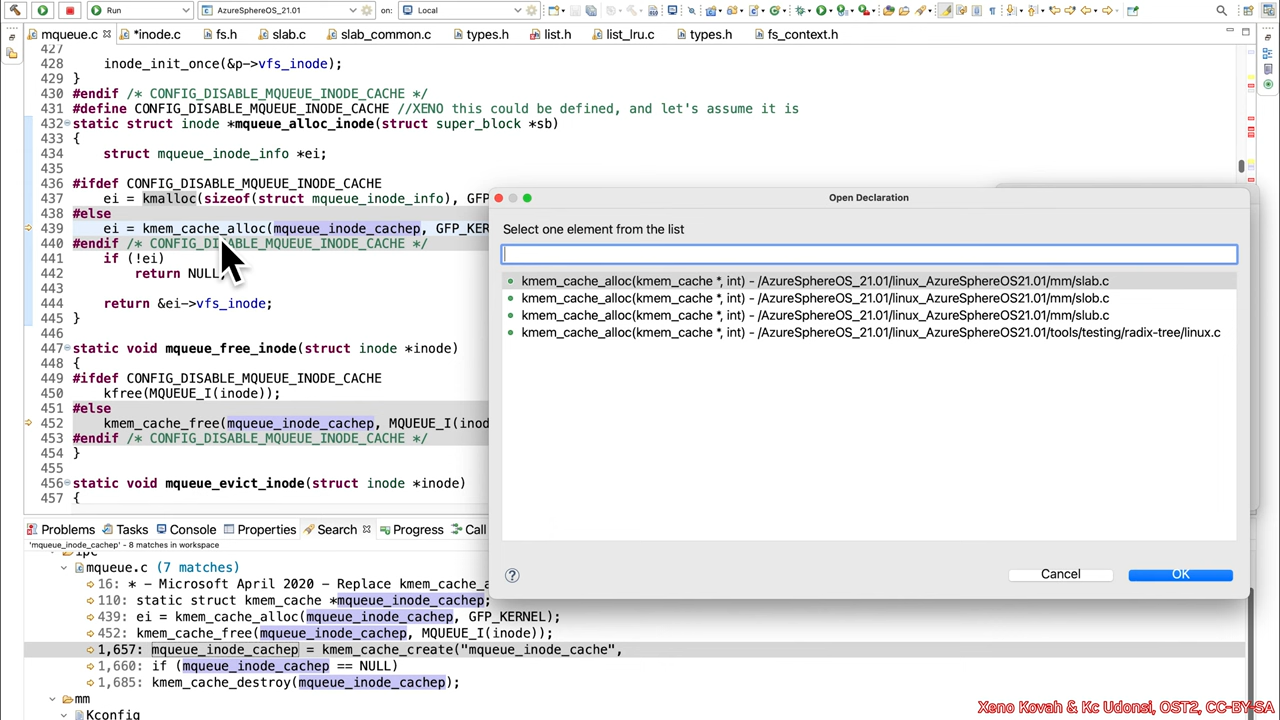 Run
AzureSphereOS_21.01
on:
Local
mqueue.c
*inode.c
fs.h
slab.c
slab_common.c
types.h
list.h
list_lru.c
types.h
fs_context.h
427
428 inode_init_once(&p->vfs_inode);
429 }
430 #endif /* CONFIG_DISABLE_MQUEUE_INODE_CACHE */
431 #define CONFIG_DISABLE_MQUEUE_INODE_CACHE //XENO this could be defined, and let's assume it is
432 static struct inode *mqueue_alloc_inode(struct super_block *sb)
433 {
434 struct mqueue_inode_info *ei;
435
436 #ifdef CONFIG_DISABLE_MQUEUE_INODE_CACHE
437 ei = kmalloc(sizeof(struct mqueue_inode_info), GFP
438 #else
439 ei = kmem_cache_alloc(mqueue_inode_cachep, GFP_KER
440 #endif /* CONFIG_DISABLE_MQUEUE_INODE_CACHE */
441 if (!ei)
442 return NULL;
443
444 return &ei->vfs_inode;
445 }
446
447 static void mqueue_free_inode(struct inode *inode)
448 {
449 #ifdef CONFIG_DISABLE_MQUEUE_INODE_CACHE
450 kfree(MQUEUE_I(inode));
451 #else
452 kmem_cache_free(mqueue_inode_cachep, MQUEUE_I(inod
453 #endif /* CONFIG_DISABLE_MQUEUE_INODE_CACHE */
454 }
455
456 static void mqueue_evict_inode(struct inode *inode)
457 {
Open Declaration
Select one element from the list
kmem_cache_alloc(kmem_cache *, int) - /AzureSphereOS_21.01/linux_AzureSphereOS21.01/mm/slab.c
kmem_cache_alloc(kmem_cache *, int) - /AzureSphereOS_21.01/linux_AzureSphereOS21.01/mm/slob.c
kmem_cache_alloc(kmem_cache *, int) - /AzureSphereOS_21.01/linux_AzureSphereOS21.01/mm/slub.c
kmem_cache_alloc(kmem_cache *, int) - /AzureSphereOS_21.01/linux_AzureSphereOS21.01/tools/testing/radix-tree/linux.c
?
Cancel
OK
Problems
Tasks
Console
Properties
Search
Progress
Call
'mqueue_inode_cachep' - 8 matches in workspace
ipc
mqueue.c (7 matches)
16: * - Microsoft April 2020 - Replace kmem_cache_a
110: static struct kmem_cache *mqueue_inode_cachep;
439: ei = kmem_cache_alloc(mqueue_inode_cachep, GFP_KERNEL);
452: kmem_cache_free(mqueue_inode_cachep, MQUEUE_I(inode));
1,657: mqueue_inode_cachep = kmem_cache_create("mqueue_inode_cache",
1,660: if (mqueue_inode_cachep == NULL)
1,685: kmem_cache_destroy(mqueue_inode_cachep);
mm
Kconfig
Xeno Kovah & Kc Udonsi, OST2, CC-BY-SA